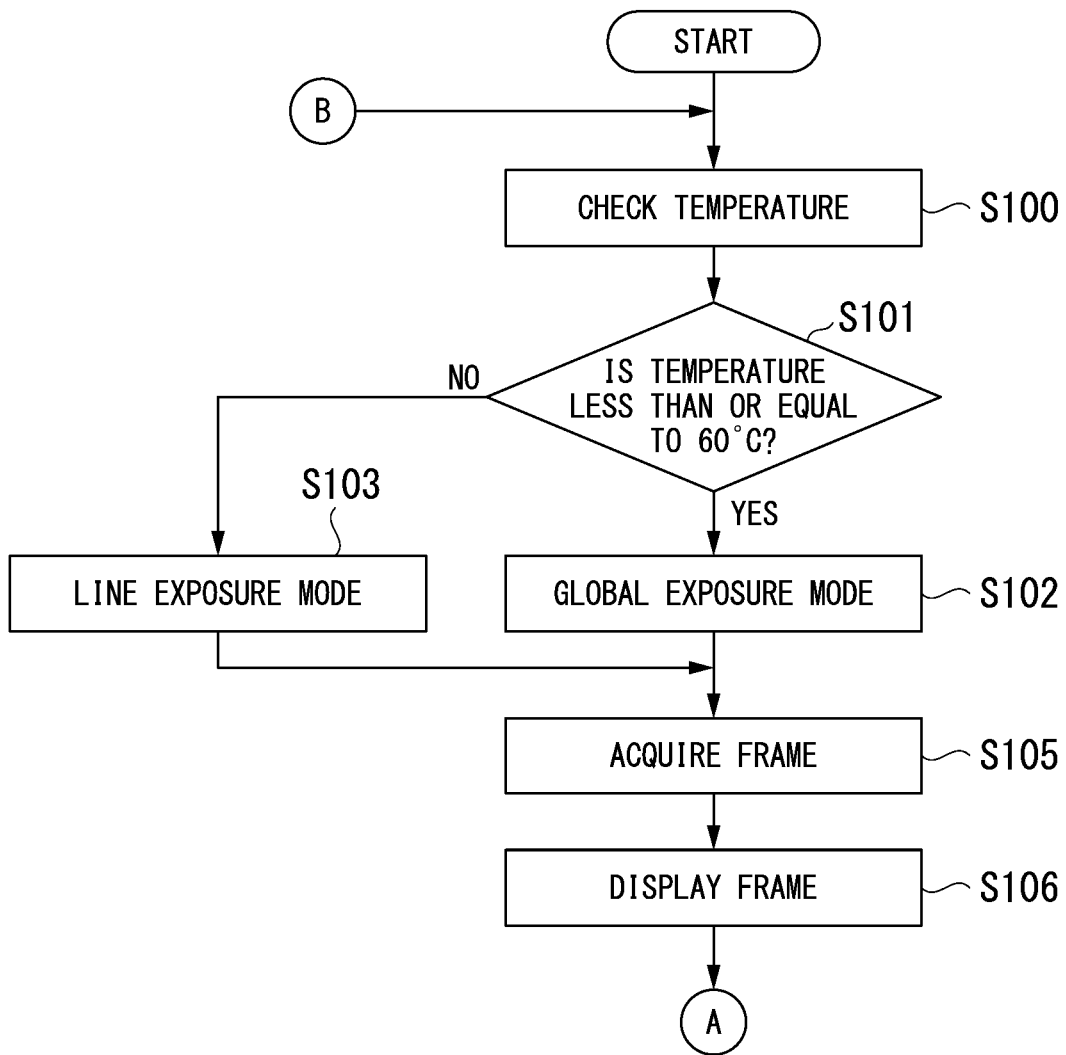 START
B
CHECK TEMPERATURE
S100
S101
IS TEMPERATURE
LESS THAN OR EQUAL
TO 60°C?
NO
YES
S103
LINE EXPOSURE MODE
GLOBAL EXPOSURE MODE
S102
ACQUIRE FRAME
S105
DISPLAY FRAME
S106
A